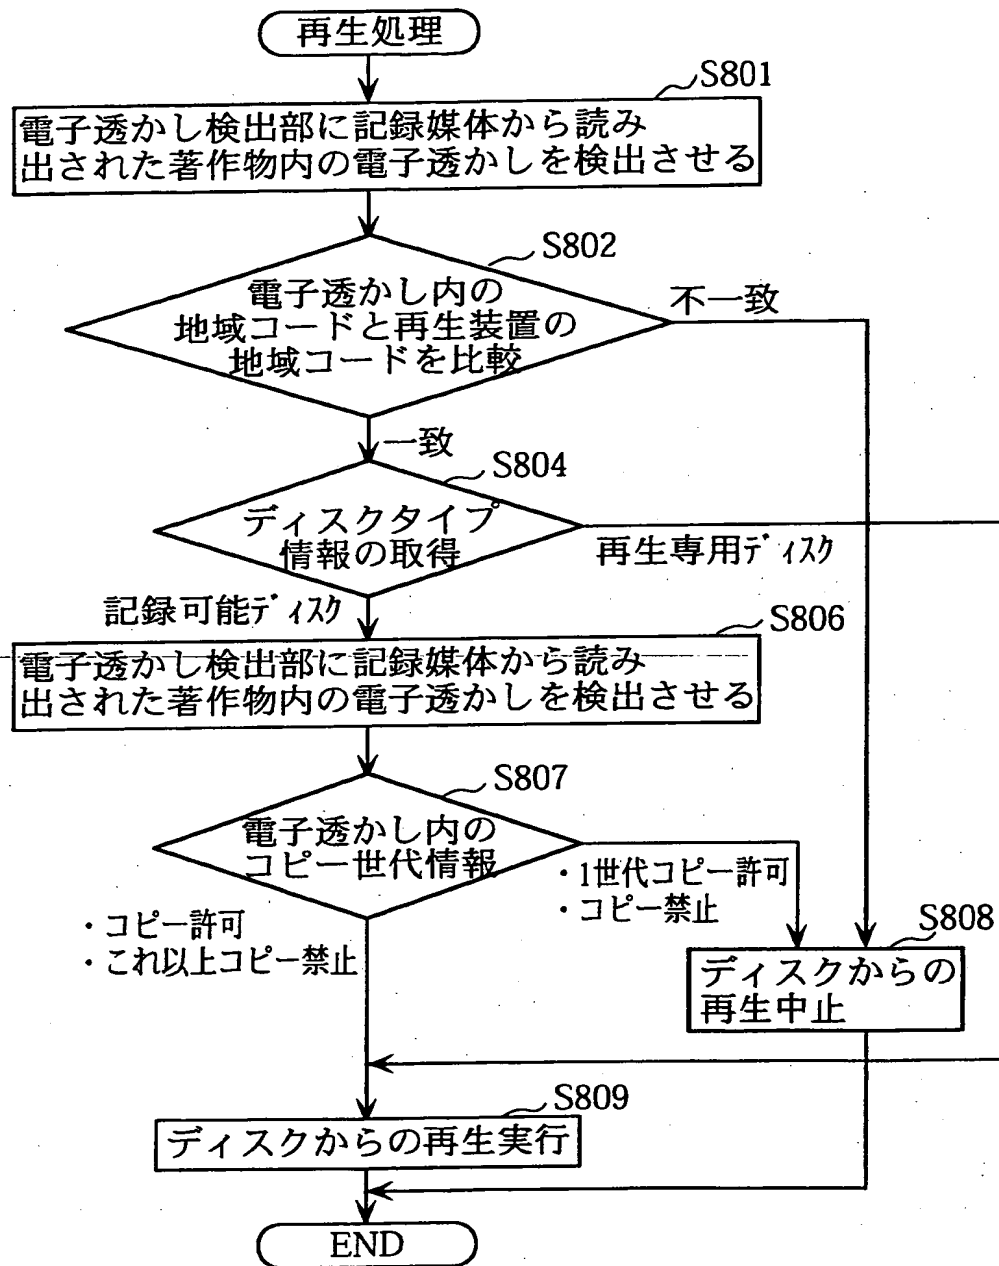 再生処理
S801
電子透かし検出部に記録媒体から読み
出された著作物内の電子透かしを検出させる
S802
電子透かし内の
地域コードと再生装置の
地域コードを比較
不一致
一致
S804
ディスクタイプ
情報の取得
再生専用ディスク
記録可能ディスク
S806
電子透かし検出部に記録媒体から読み
出された著作物内の電子透かしを検出させる
S807
電子透かし内の
コピー世代情報
・1世代コピー許可
・コピー禁止
・コピー許可
・これ以上コピー禁止
S808
ディスクからの
再生中止
S809
ディスクからの再生実行
END